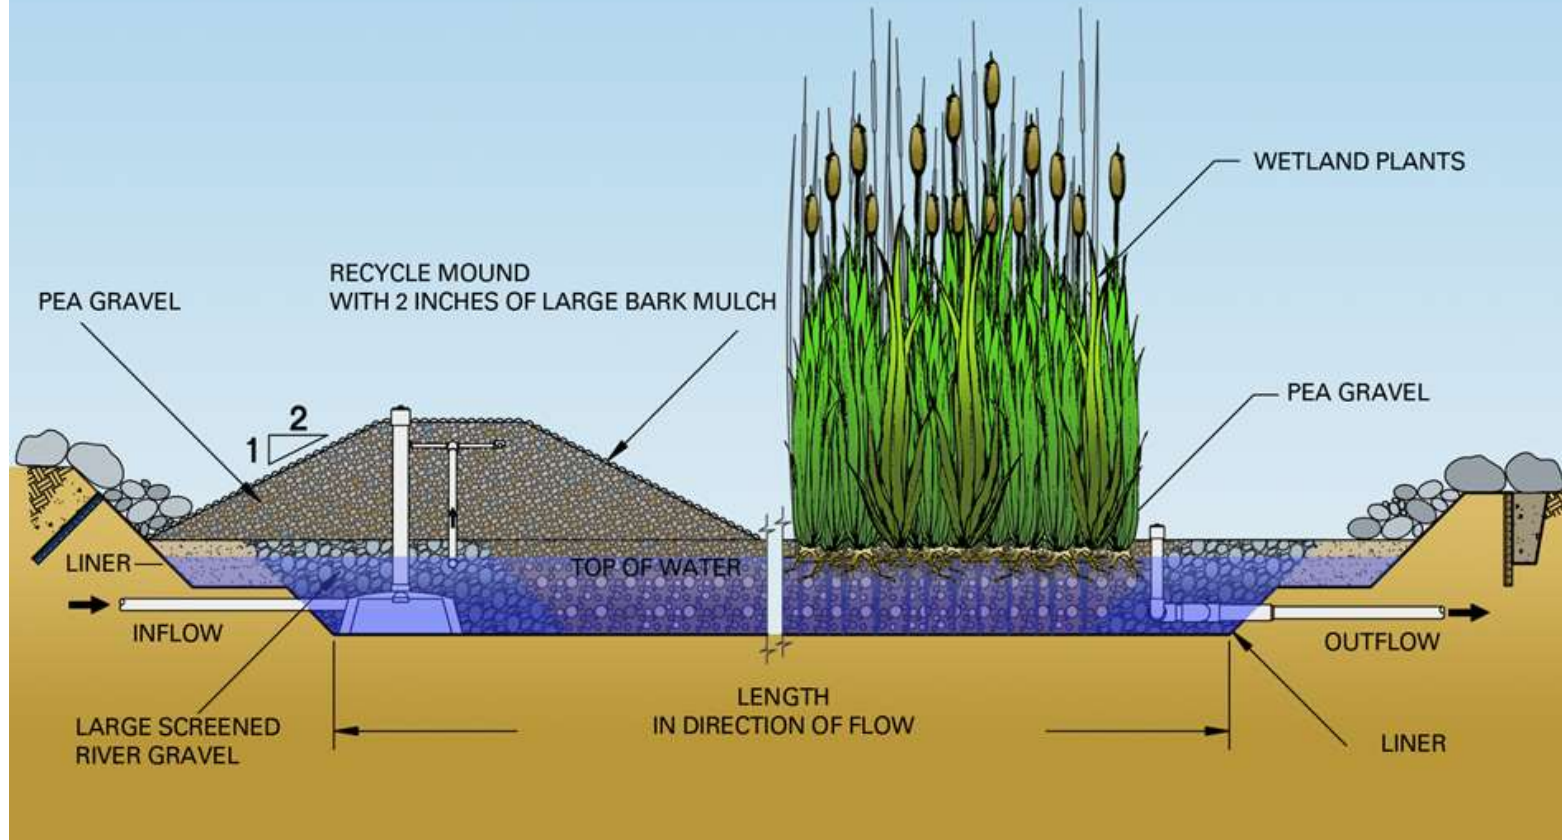 WETLAND PLANTS
RECYCLE MOUND
WITH 2 INCHES OF LARGE BARK MULCH
PEA GRAVEL
PEA GRAVEL
2
1
LINER
TOP OF WATER
INFLOW
OUTFLOW
LENGTH
IN DIRECTION OF FLOW
LARGE SCREENED
RIVER GRAVEL
LINER